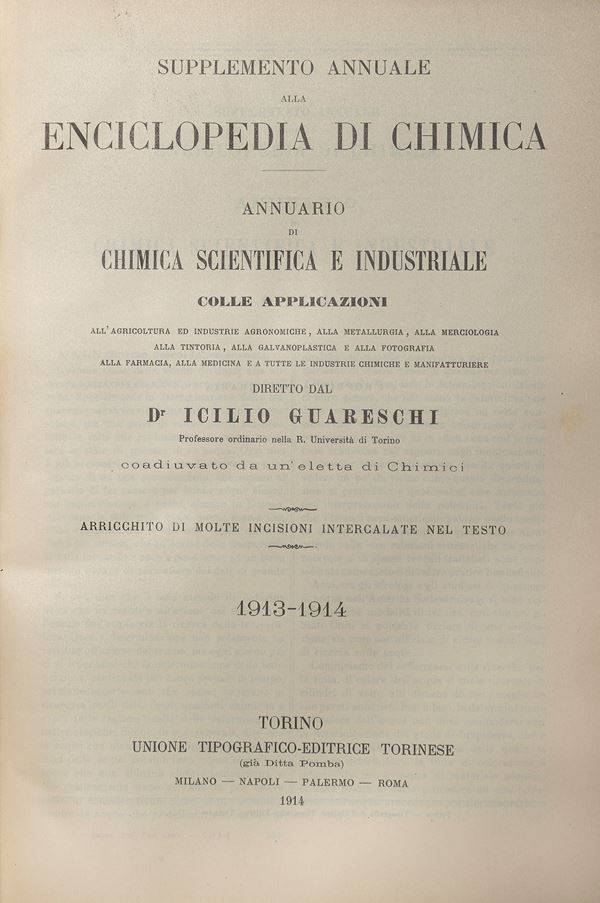 SUPPLEMENTO ANNUALE
ALLA
ENCICLOPEDIA DI CHIMICA
ANNUARIO
DI
CHIMICA SCIENTIFICA E INDUSTRIALE
COLLE APPLICAZIONI
ALL'AGRICOLTURA ED INDUSTRIE AGRONOMICHE, ALLA METALLURGIA, ALLA MERCIOLOGIA
ALLA TINTORIA, ALLA GALVANOPLASTICA E ALLA FOTOGRAFIA
ALLA FARMACIA, ALLA MEDICINA E A TUTTE LE INDUSTRIE CHIMICHE E MANIFATTURIERE
DIRETTO DAL
Dr ICILIO GUARESCHI
Professore ordinario nella R. Università di Torino
coadiuvato da un'eletta di Chimici
ARRICCHITO DI MOLTE INCISIONI INTERCALATE NEL TESTO
1913-1914
TORINO
UNIONE TIPOGRAFICO-EDITRICE TORINESE
(già Ditta Pomba)
MILANO — NAPOLI — PALERMO — ROMA
1914